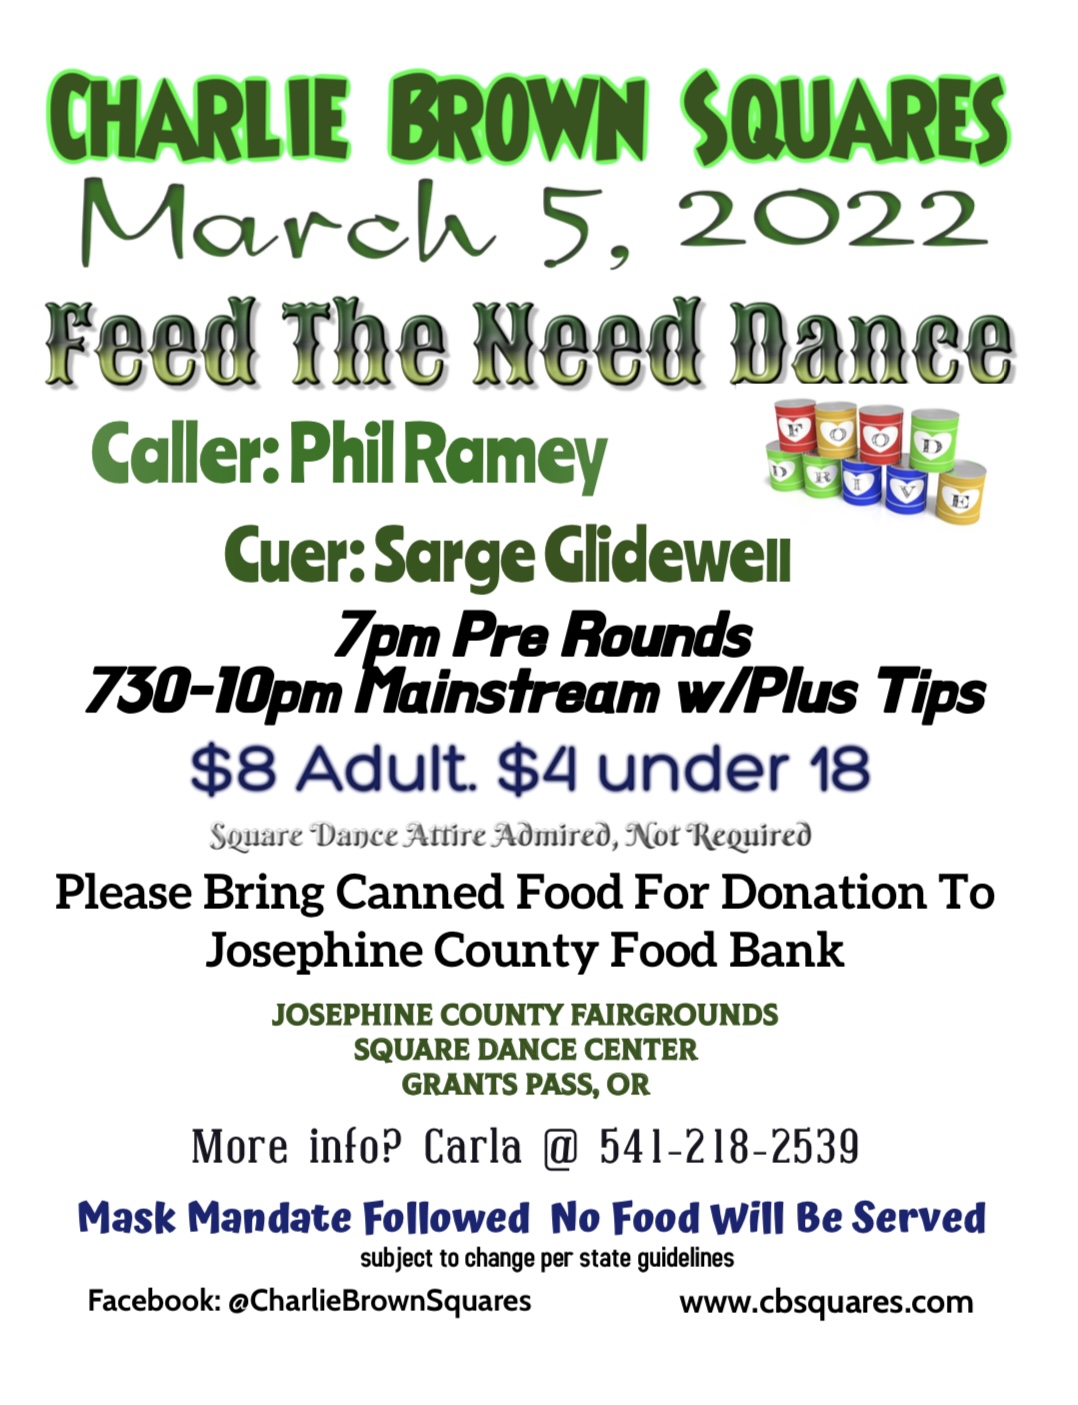 Charlie Brown Squares
March 5, 2022
Feed The Need Dance
Caller: Phil Ramey
FOOD
DRIVE
Cuer: Sarge Glidewell
7pm Pre Rounds
730-10pm Mainstream w/Plus Tips
$8 Adult. $4 under 18
Square Dance Attire Admired, Not Required
Please Bring Canned Food For Donation To
Josephine County Food Bank
JOSEPHINE COUNTY FAIRGROUNDS
SQUARE DANCE CENTER
GRANTS PASS, OR
More info? Carla @ 541-218-2539
Mask Mandate Followed No Food Will Be Served
subject to change per state guidelines
Facebook: @CharlieBrownSquares
www.cbsquares.com